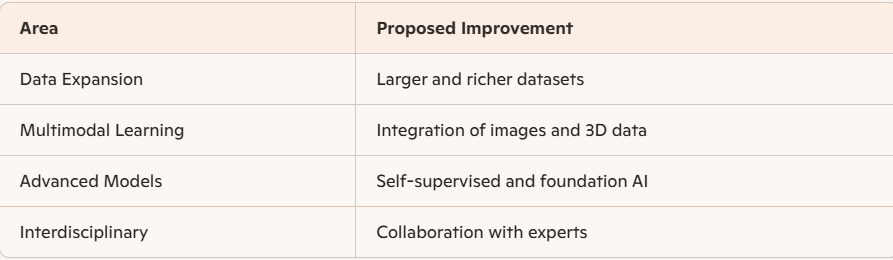 Area Proposed Improvement
Data Expansion Larger and richer datasets
Multimodal Learning Integration of images and 3D data
Advanced Models Self-supervised and foundation AI
Interdisciplinary Collaboration with experts